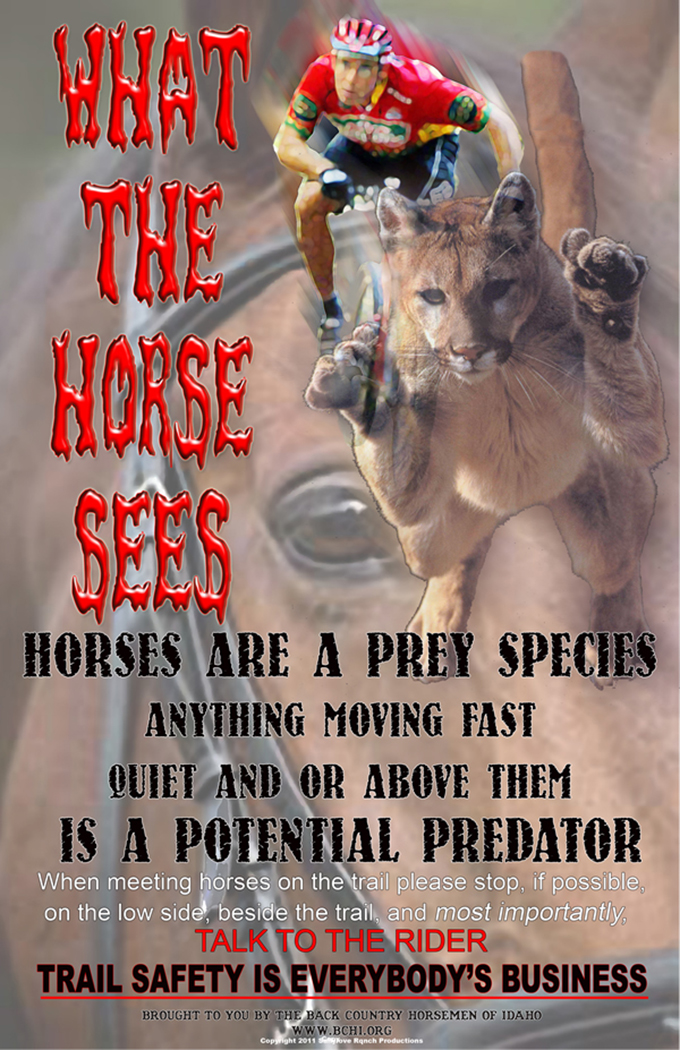 WHAT
THE
HORSE
SEES
HORSES ARE A PREY SPECIES
ANYTHING MOVING FAST
QUIET AND OR ABOVE THEM
IS A POTENTIAL PREDATOR
When meeting horses on the trail please stop, if possible,
on the low side, beside the trail, and most importantly,
TALK TO THE RIDER
TRAIL SAFETY IS EVERYBODY'S BUSINESS
BROUGHT TO YOU BY THE BACK COUNTRY HORSEMEN OF IDAHO
WWW.BCHI.ORG
Copyright 2011 Ranch Productions